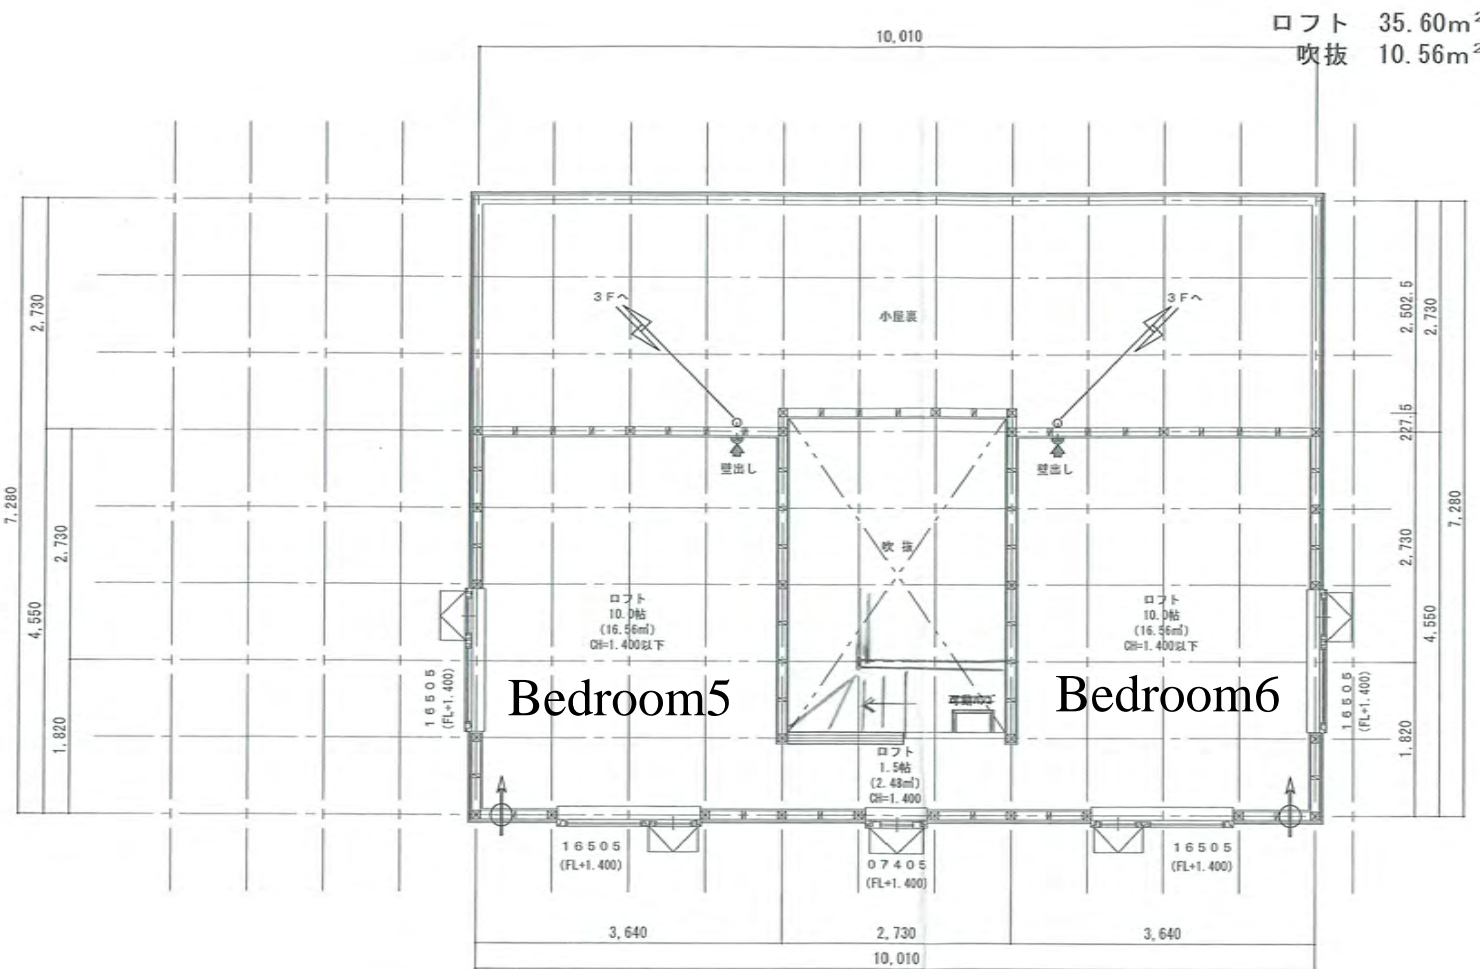 ロフト 35.60m²
吹抜 10.56m²
10,010
3Fへ
小屋裏
3Fへ
2,730
7,280
2,730
4,550
1,820
2,502.5
2,730
227.5
2,730
7,280
4,550
1,820
壁出し
壁出し
吹抜
ロフト
10.0帖
(16.56㎡)
CH=1.400以下
ロフト
10.0帖
(16.56㎡)
CH=1.400以下
Bedroom5
Bedroom6
16505
(FL+1.400)
16505
(FL+1.400)
ロフト
1.5帖
(2.48㎡)
CH=1.400
16505
(FL+1.400)
07405
(FL+1.400)
16505
(FL+1.400)
3,640
2,730
3,640
10,010